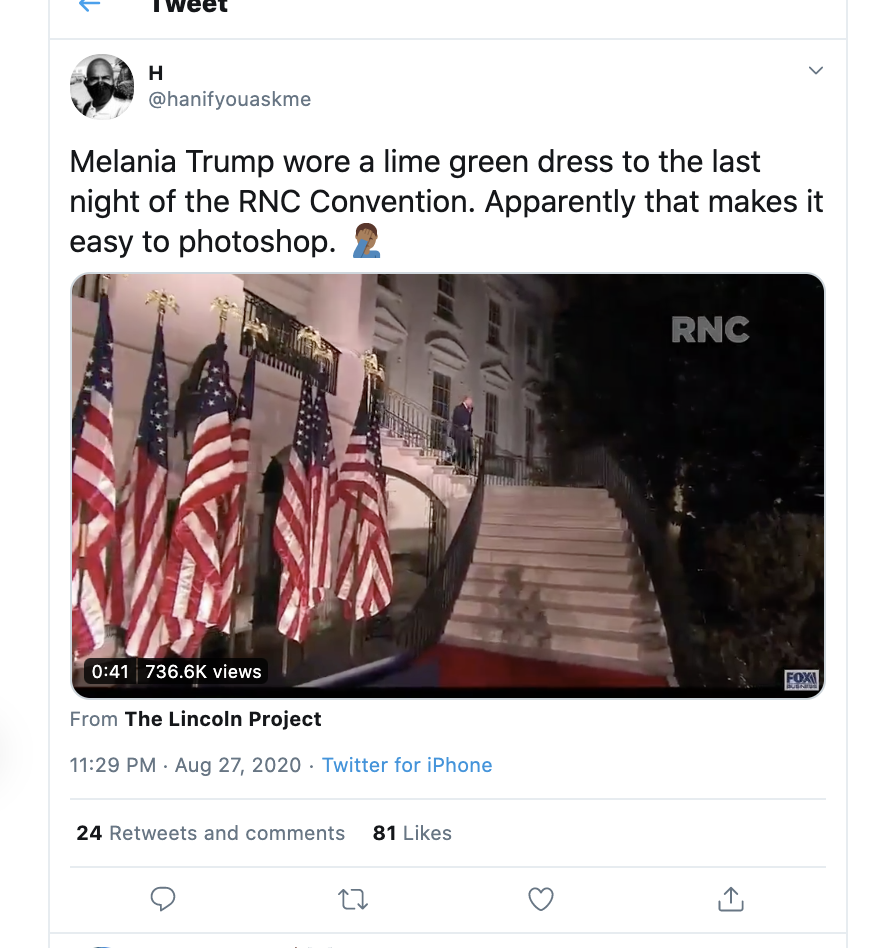 Tweet
H
@hanifyouaskme
Melania Trump wore a lime green dress to the last
night of the RNC Convention. Apparently that makes it
easy to photoshop. 🤦🏾‍♂️
RNC
0:41 736.6K views
FOX
BUSINESS
From The Lincoln Project
11:29 PM · Aug 27, 2020 · Twitter for iPhone
24 Retweets and comments 81 Likes